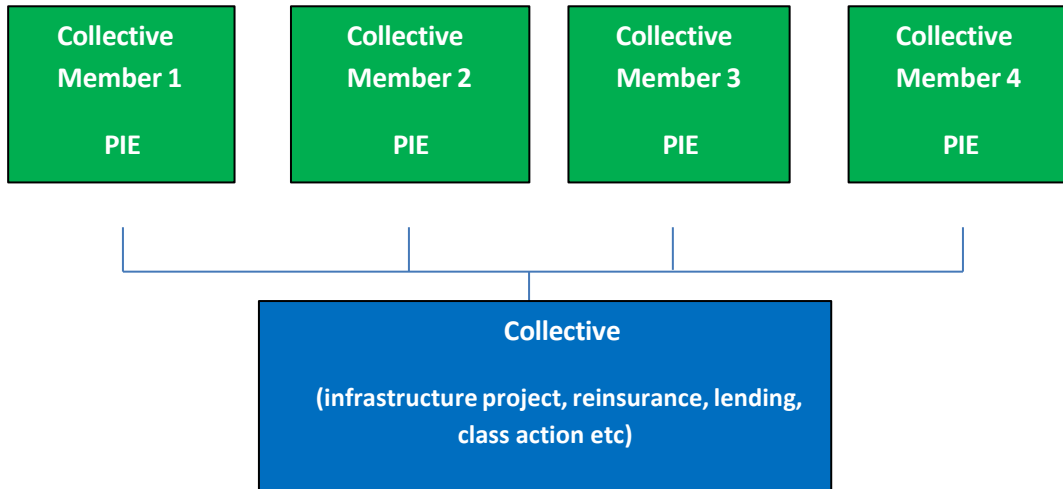 Collective
Member 1
PIE
Collective
Member 2
PIE
Collective
Member 3
PIE
Collective
Member 4
PIE
Collective
(infrastructure project, reinsurance, lending,
class action etc)